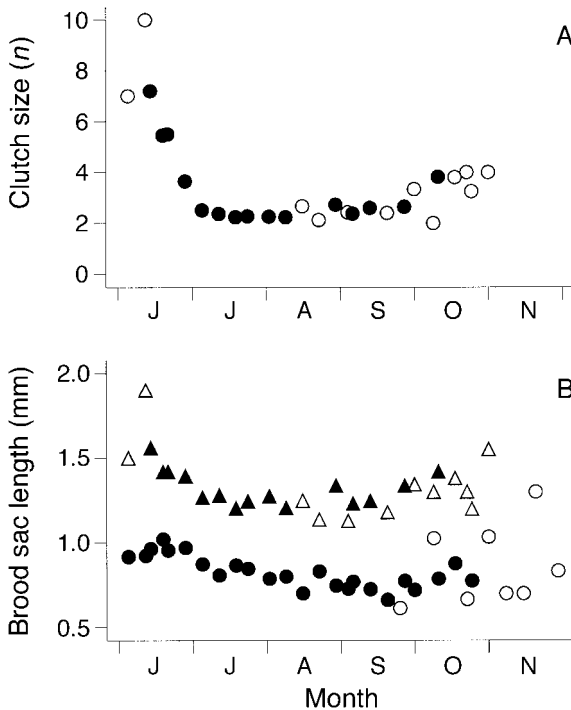 A
Clutch size (n)
10
8
6
4
2
0
J J A S O N
B
Brood sac length (mm)
2.0
1.5
1.0
0.5
J J A S O N
Month